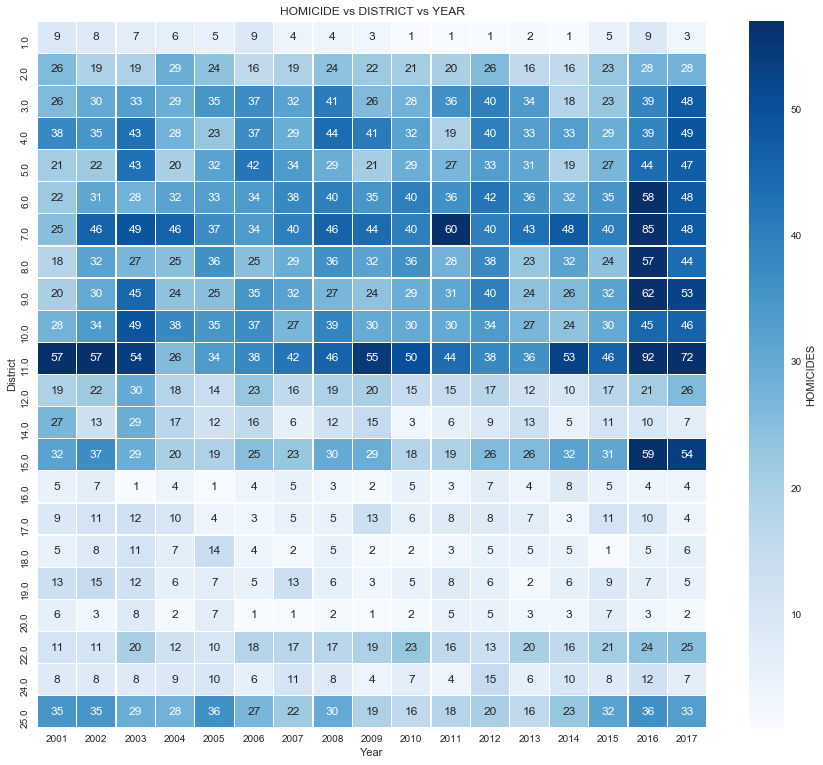 HOMICIDE vs DISTRICT vs YEAR
1.0 9 8 7 6 5 9 4 4 3 1 1 1 2 1 5 9 3
2.0 26 19 19 29 24 16 19 24 22 21 20 26 16 16 23 28 28
3.0 26 30 33 29 35 37 32 41 26 28 36 40 34 18 23 39 48
4.0 38 35 43 28 23 37 29 44 41 32 19 40 33 33 29 39 49
5.0 21 22 43 20 32 42 34 29 21 29 27 33 31 19 27 44 47
6.0 22 31 28 32 33 34 38 40 35 40 36 42 36 32 35 58 48
7.0 25 46 49 46 37 34 40 46 44 40 60 40 43 48 40 85 48
8.0 18 32 27 25 36 25 29 36 32 36 28 38 23 32 24 57 44
9.0 20 30 45 24 25 35 32 27 24 29 31 40 24 26 32 62 53
10.0 28 34 49 38 35 37 27 39 30 30 30 34 27 24 30 45 46
11.0 57 57 54 26 34 38 42 46 55 50 44 38 36 53 46 92 72
12.0 19 22 30 18 14 23 16 19 20 15 15 17 12 10 17 21 26
14.0 27 13 29 17 12 16 6 12 15 3 6 9 13 5 11 10 7
15.0 32 37 29 20 19 25 23 30 29 18 19 26 26 32 31 59 54
16.0 5 7 1 4 1 4 5 3 2 5 3 7 4 8 5 4 4
17.0 9 11 12 10 4 3 5 5 13 6 8 8 7 3 11 10 4
18.0 5 8 11 7 14 4 2 5 2 2 3 5 5 5 1 5 6
19.0 13 15 12 6 7 5 13 6 3 5 8 6 2 6 9 7 5
20.0 6 3 8 2 7 1 1 2 1 2 5 5 3 3 7 3 2
22.0 11 11 20 12 10 18 17 17 19 23 16 13 20 16 21 24 25
24.0 8 8 8 9 10 6 11 8 4 7 4 15 6 10 8 12 7
25.0 35 35 29 28 36 27 22 30 19 16 18 20 16 23 32 36 33
2001 2002 2003 2004 2005 2006 2007 2008 2009 2010 2011 2012 2013 2014 2015 2016 2017
Year
District
50
40
30
20
10
HOMICIDES